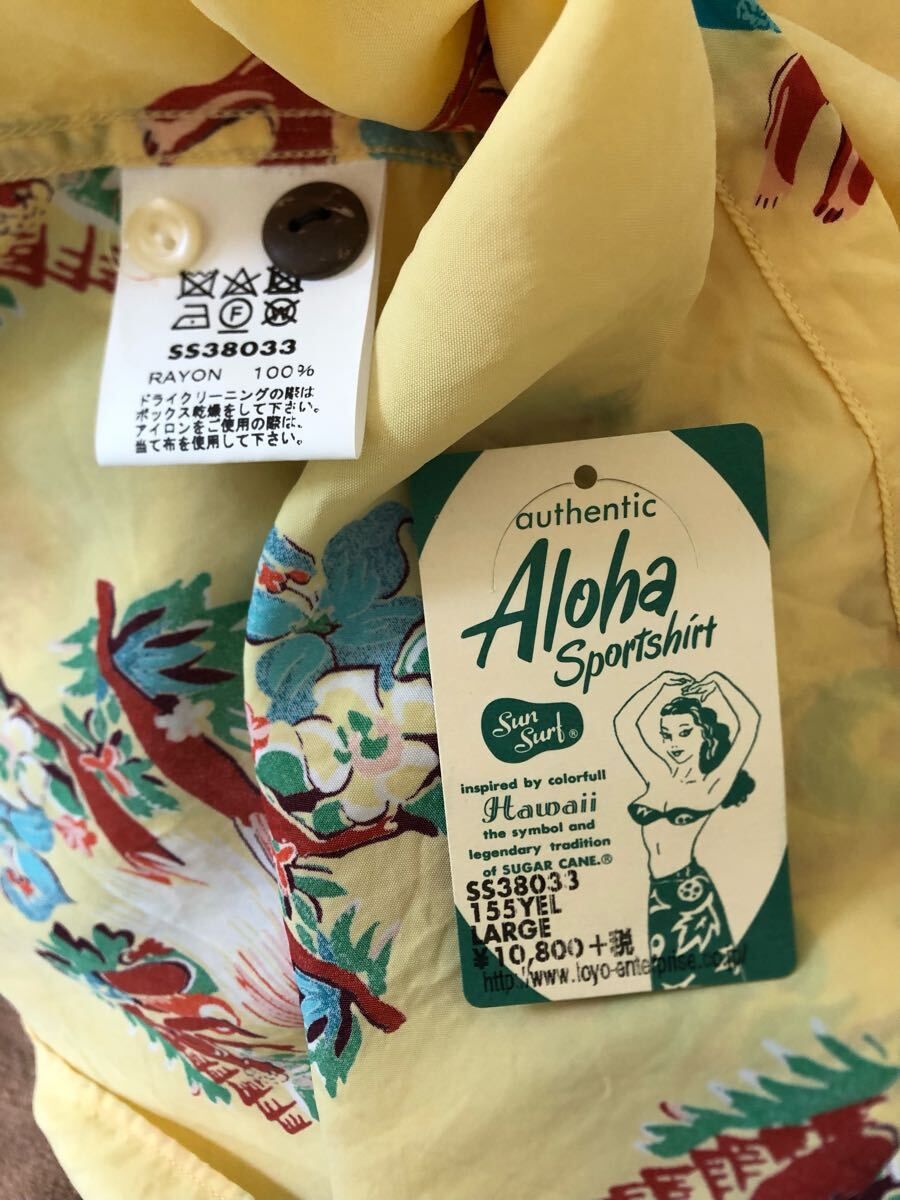 F
W
SS38033
RAYON 100%
ドライクリーニングの際は
ボックス乾燥をして下さい。
アイロンをご使用の際は、
当て布を使用して下さい。
authentic
Aloha
Sportshirt
Sun
Surf®
inspired by colorfull
Hawaii
the symbol and
legendary tradition
of SUGAR CANE.®
SS38033
155YEL
LARGE
¥10,800+税
http://www.toyo-enterprise.co.jp/